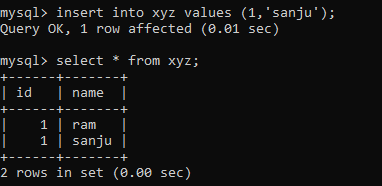 mysql> insert into xyz values (1,'sanju');
Query OK, 1 row affected (0.01 sec)
mysql> select * from xyz;
+------+-------+
| id   | name  |
+------+-------+
|    1 | ram   |
|    1 | sanju |
+------+-------+
2 rows in set (0.00 sec)